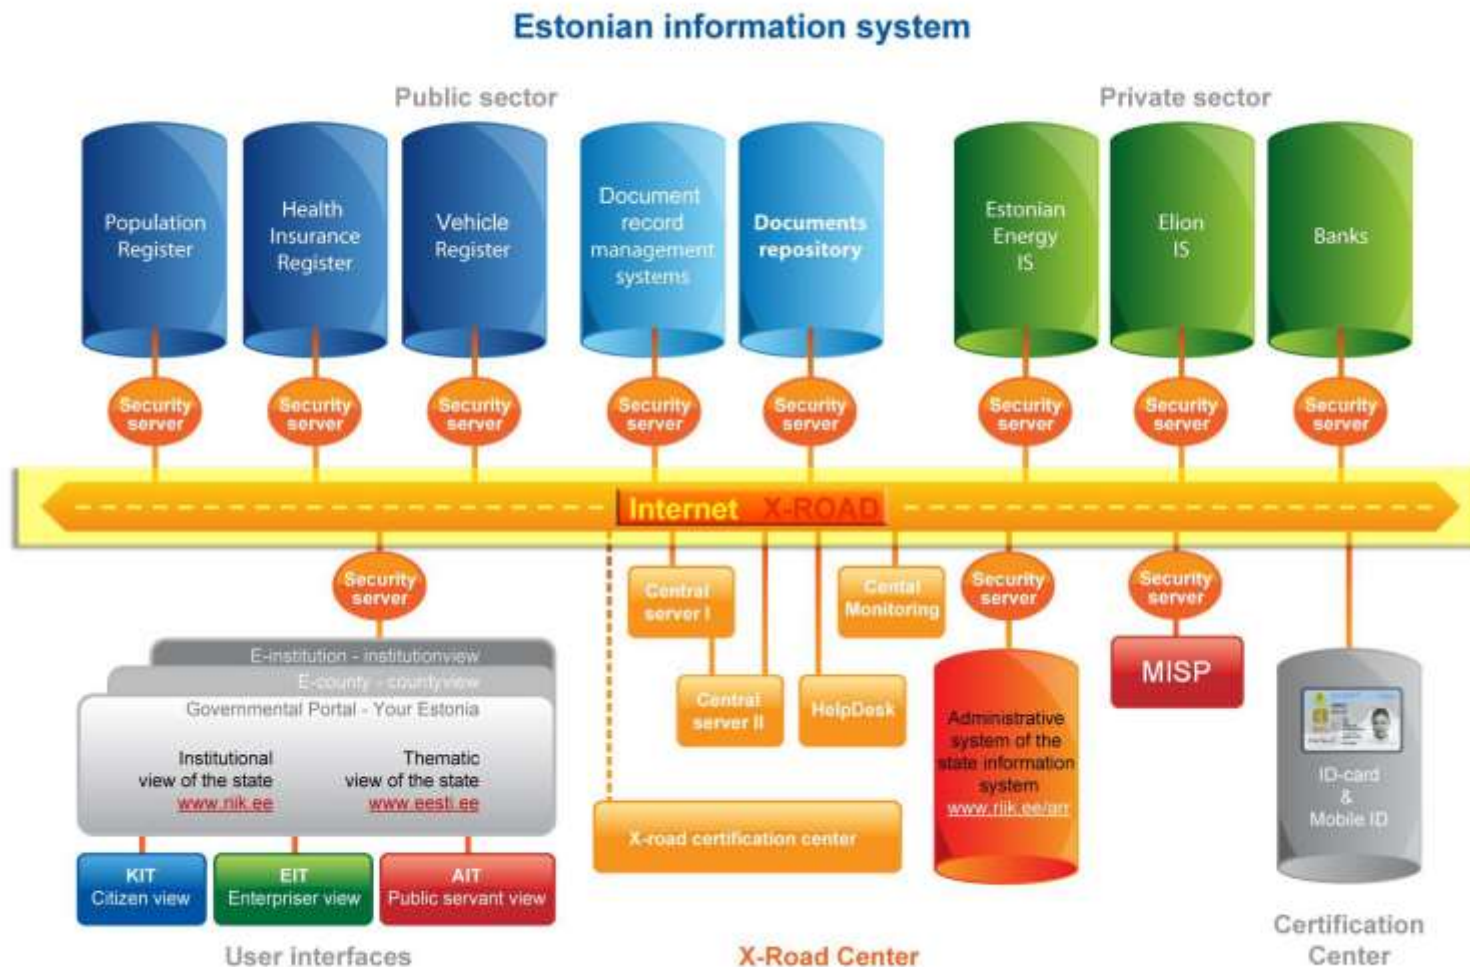 Estonian information system
Public sector
Private sector
Population
Register
Health
Insurance
Register
Vehicle
Register
Document
record
management
systems
Documents
repository
Estonian
Energy
IS
Elion
IS
Banks
Security
server
Security
server
Security
server
Security
server
Security
server
Security
server
Security
server
Security
server
Internet X-ROAD
Security
server
Central
server I
Cental
Monitoring
Security
server
Security
server
E-institution - institutionview
E-county - countyview
Governmental Portal - Your Estonia
Institutional
view of the state
www.riik.ee
Thematic
view of the state
www.eesti.ee
Central
server II
HelpDesk
Administrative
system of the
state information
system
www.riik.ee/arr
MISP
ID-card
&
Mobile ID
X-road certification center
KIT
Citizen view
EIT
Enterpriser view
AIT
Public servant view
User interfaces
X-Road Center
Certification
Center